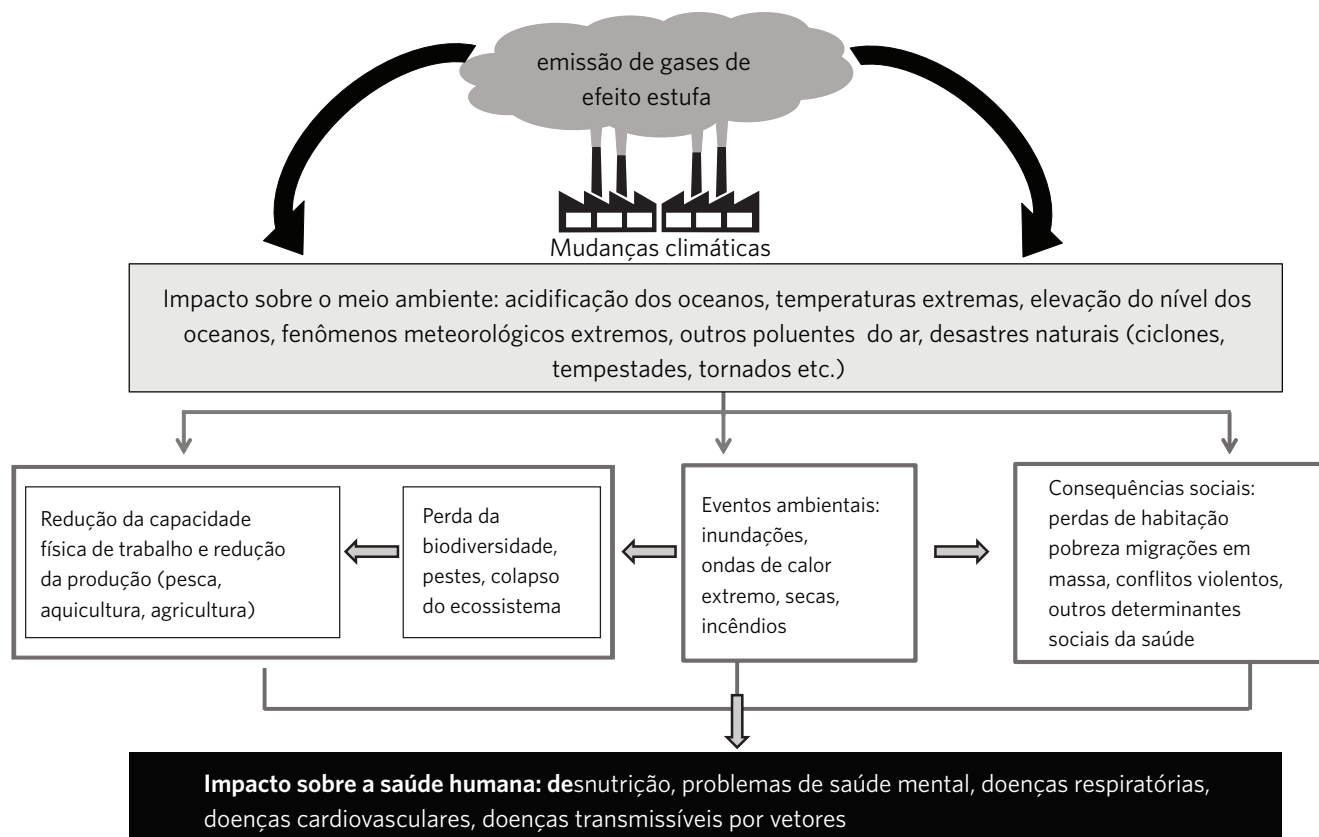 emissão de gases de
efeito estufa
Mudanças climáticas
Impacto sobre o meio ambiente: acidificação dos oceanos, temperaturas extremas, elevação do nível dos
oceanos, fenômenos meteorológicos extremos, outros poluentes do ar, desastres naturais (ciclones,
tempestades, tornados etc.)
Redução da capacidade
física de trabalho e redução
da produção (pesca,
aquicultura, agricultura)
Perda da
biodiversidade,
pestes, colapso
do ecossistema
Eventos ambientais:
inundações,
ondas de calor
extremo, secas,
incêndios
Consequências sociais:
perdas de habitação
pobreza migrações em
massa, conflitos violentos,
outros determinantes
sociais da saúde
Impacto sobre a saúde humana: desnutrição, problemas de saúde mental, doenças respiratórias,
doenças cardiovasculares, doenças transmissíveis por vetores